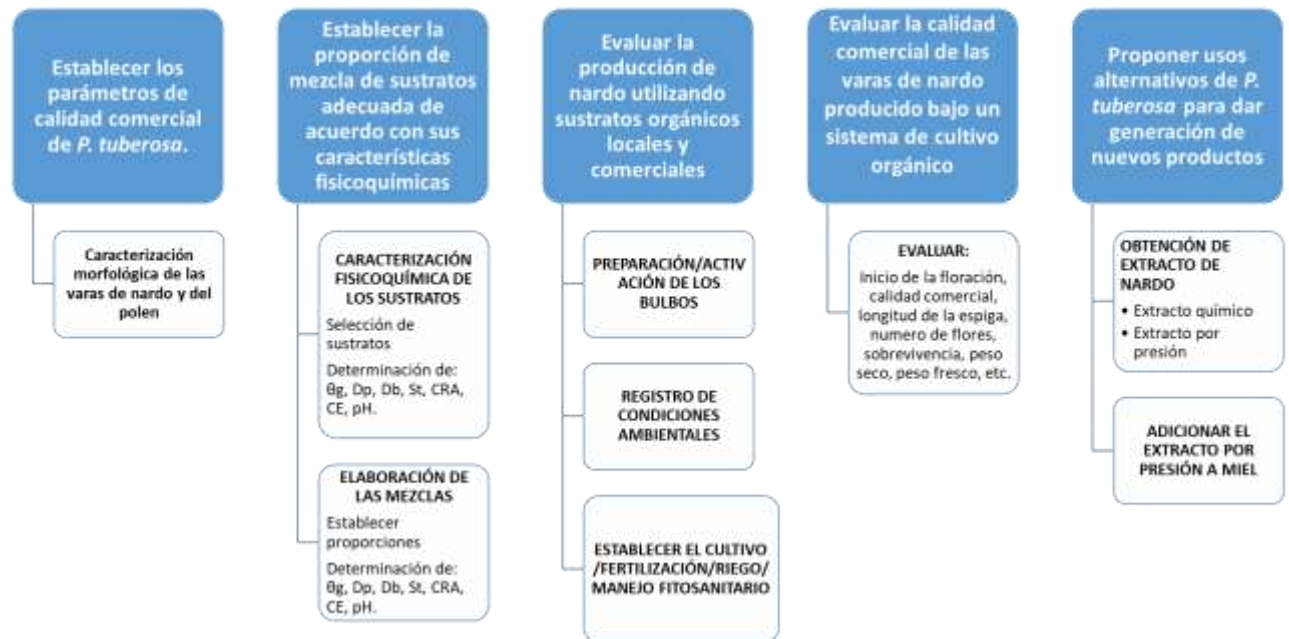 Establecer los
parámetros de
calidad comercial
de P. tuberosa.
Caracterización
morfológica de las
varas de nardo y del
polen
Establecer la
proporción de
mezcla de sustratos
adecuada de
acuerdo con sus
características
fisicoquímicas
CARACTERIZACIÓN
FISICOQUÍMICA DE
LOS SUSTRATOS
Selección de
sustratos
Determinación de:
θg, Dp, Db, St, CRA,
CE, pH.
ELABORACIÓN DE
LAS MEZCLAS
Establecer
proporciones
Determinación de:
θg, Dp, Db, St, CRA,
CE, pH.
Evaluar la
producción de
nardo utilizando
sustratos orgánicos
locales y
comerciales
PREPARACIÓN/ACTIV
ACIÓN DE LOS
BULBOS
REGISTRO DE
CONDICIONES
AMBIENTALES
ESTABLECER EL CULTIVO
/FERTILIZACIÓN/RIEGO/
MANEJO FITOSANITARIO
Evaluar la calidad
comercial de las
varas de nardo
producido bajo un
sistema de cultivo
orgánico
EVALUAR:
Inicio de la floración,
calidad comercial,
longitud de la espiga,
numero de flores,
sobrevivencia, peso
seco, peso fresco, etc.
Proponer usos
alternativos de P.
tuberosa para dar
generación de
nuevos productos
OBTENCIÓN DE
EXTRACTO DE
NARDO
• Extracto químico
• Extracto por
presión
ADICIONAR EL
EXTRACTO POR
PRESIÓN A MIEL